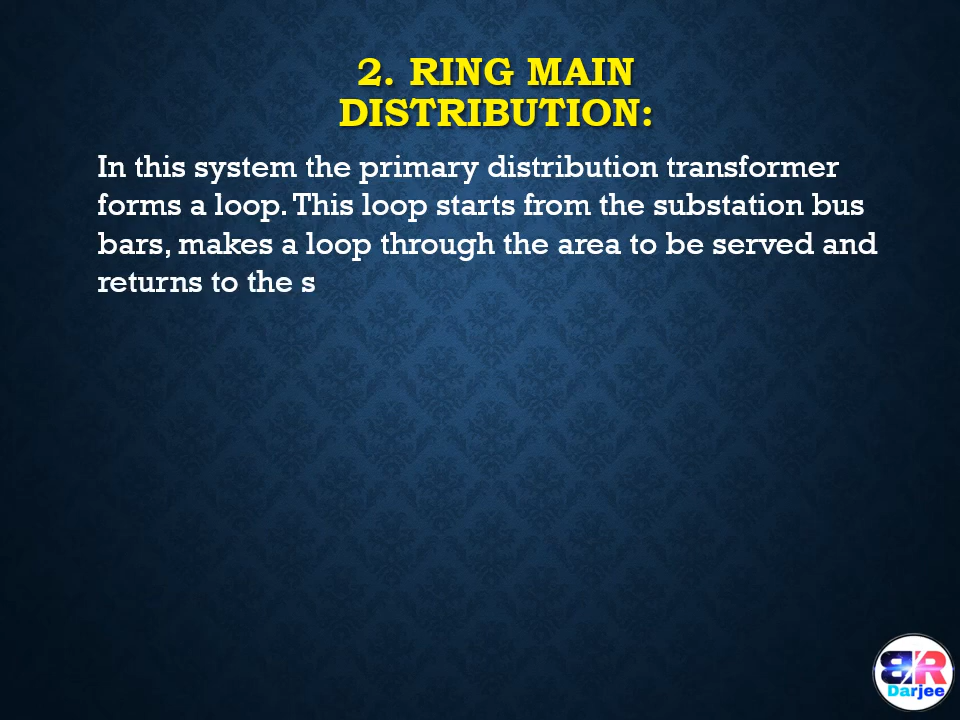 2. RING MAIN
DISTRIBUTION:
In this system the primary distribution transformer
forms a loop. This loop starts from the substation bus
bars, makes a loop through the area to be served and
returns to the s
BR
Darjee